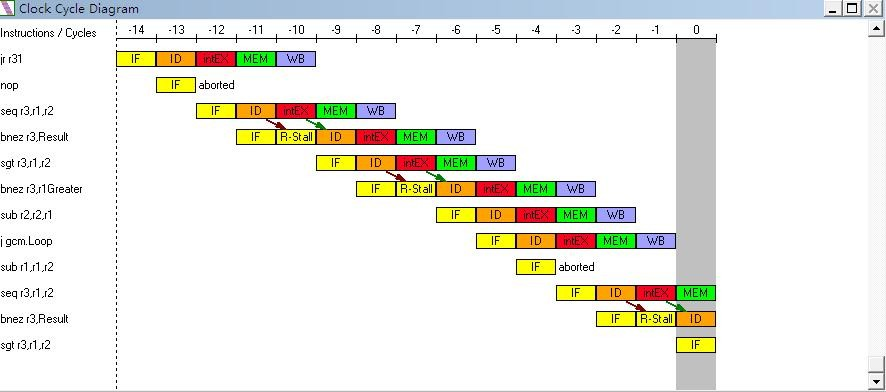 Clock Cycle Diagram
Instructions / Cycles -14 -13 -12 -11 -10 -9 -8 -7 -6 -5 -4 -3 -2 -1 0
jr r31 IF ID intEX MEM WB
nop IF aborted
seq r3,r1,r2 IF ID intEX MEM WB
bnez r3,Result IF R-Stall ID intEX MEM WB
sgt r3,r1,r2 IF ID intEX MEM WB
bnez r3,r1Greater IF R-Stall ID intEX MEM WB
sub r2,r2,r1 IF ID intEX MEM WB
j gcm.Loop IF ID intEX MEM WB
sub r1,r1,r2 IF aborted
seq r3,r1,r2 IF ID intEX MEM
bnez r3,Result IF R-Stall ID
sgt r3,r1,r2 IF